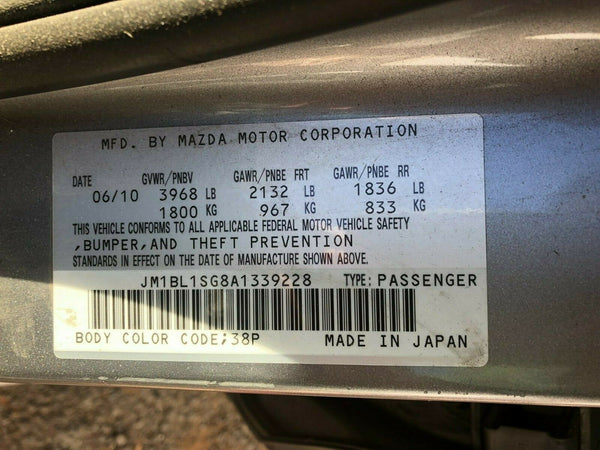 MFD. BY MAZDA MOTOR CORPORATION
DATE GVWR/PNBV GAWR/PNBE FRT GAWR/PNBE RR
06/10 3968 LB 2132 LB 1836 LB
1800 KG 967 KG 833 KG
THIS VEHICLE CONFORMS TO ALL APPLICABLE FEDERAL MOTOR VEHICLE SAFETY
,BUMPER,AND THEFT PREVENTION
STANDARDS IN EFFECT ON THE DATE OF MANUFACTURE SHOWN ABOVE.
JM1BL1SG8A1339228 TYPE: PASSENGER
BODY COLOR CODE;38P MADE IN JAPAN